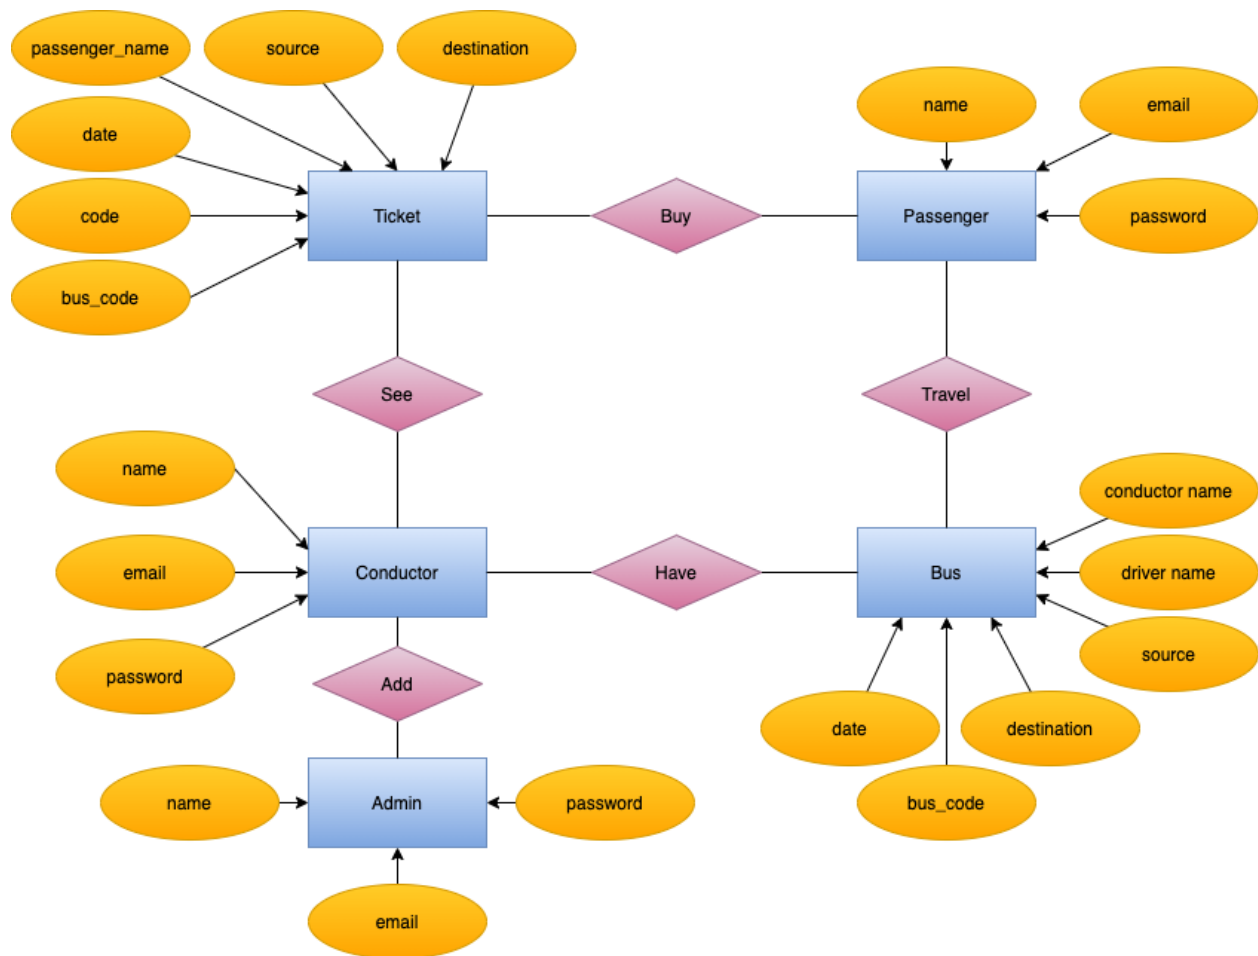 passenger_name
source
destination
name
email
date
code
Ticket
Buy
Passenger
password
bus_code
See
Travel
name
conductor name
email
Conductor
Have
Bus
driver name
source
password
Add
date
destination
name
Admin
password
bus_code
email